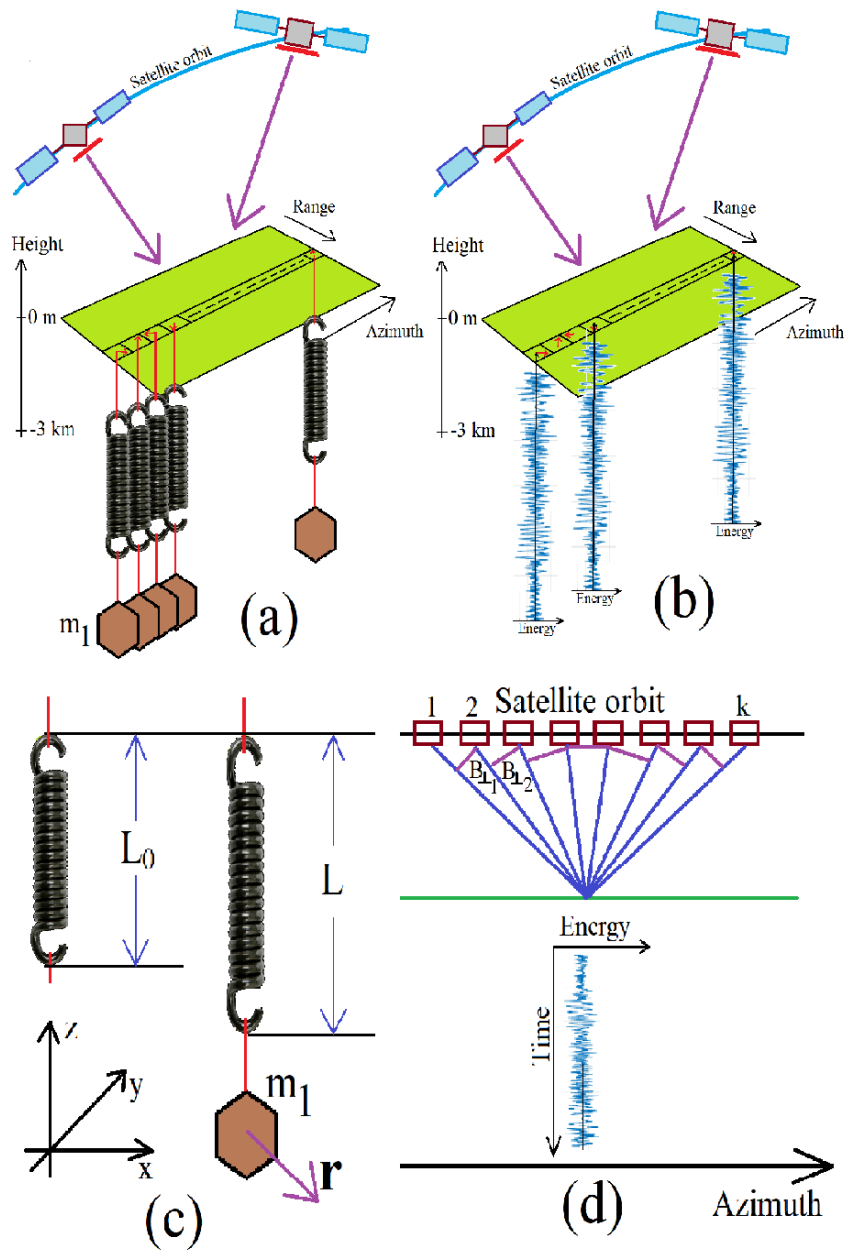 Satellite orbit
Range
Height
0 m
Azimuth
-3 km
m1
(a)
Satellite orbit
Range
Height
0 m
Azimuth
-3 km
Energy
Energy
Energy
(b)
L0
L
z
y
x
m1
r
(c)
1 2 Satellite orbit k
B⊥1 B⊥2
Energy
Time
(d)
Azimuth